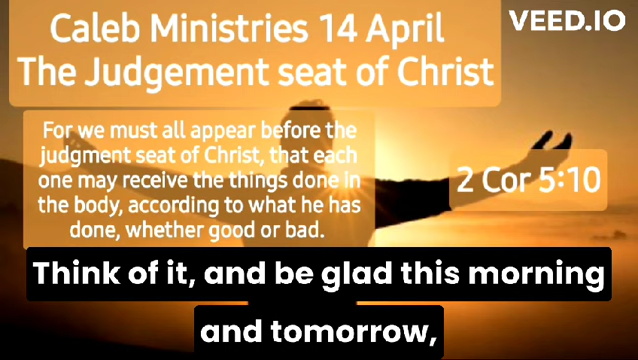 Caleb Ministries 14 April
VEED.IO
The Judgement seat of Christ
For we must all appear before the
judgment seat of Christ, that each
one may receive the things done in
the body, according to what he has
done, whether good or bad.
2 Cor 5:10
Think of it, and be glad this morning
and tomorrow,